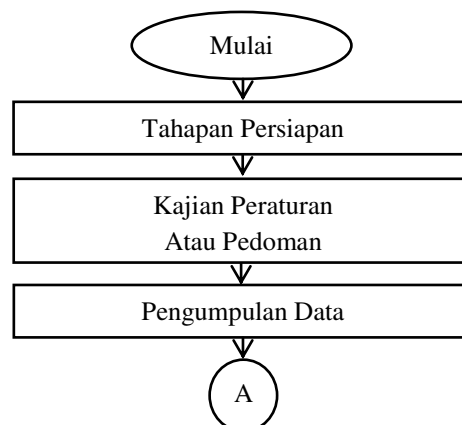 Mulai
Tahapan Persiapan
Kajian Peraturan
Atau Pedoman
Pengumpulan Data
A